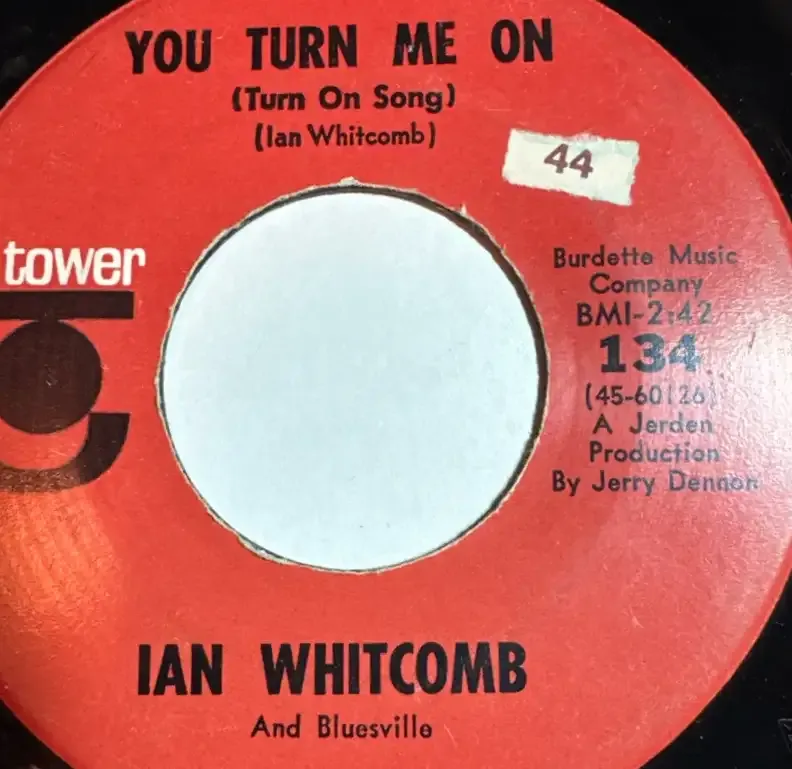 YOU TURN ME ON
(Turn On Song)
(Ian Whitcomb)
44
tower
Burdette Music
Company
BMI-2:42
134
(45-60126)
A Jerden
Production
By Jerry Dennon
IAN WHITCOMB
And Bluesville